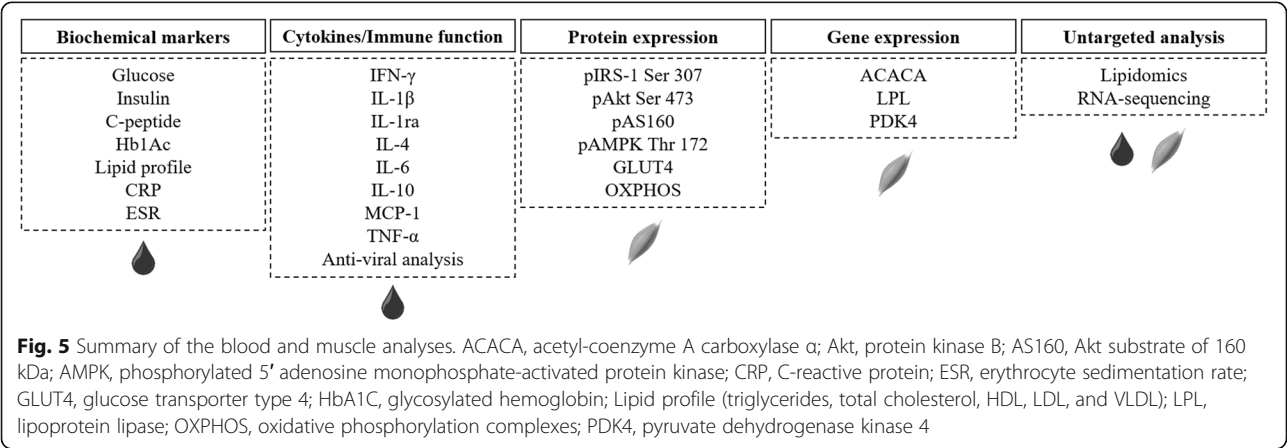 Biochemical markers
Glucose
Insulin
C-peptide
Hb1Ac
Lipid profile
CRP
ESR
Cytokines/Immune function
IFN-γ
IL-1β
IL-1ra
IL-4
IL-6
IL-10
MCP-1
TNF-α
Anti-viral analysis
Protein expression
pIRS-1 Ser 307
pAkt Ser 473
pAS160
pAMPK Thr 172
GLUT4
OXPHOS
Gene expression
ACACA
LPL
PDK4
Untargeted analysis
Lipidomics
RNA-sequencing
Fig. 5 Summary of the blood and muscle analyses. ACACA, acetyl-coenzyme A carboxylase α; Akt, protein kinase B; AS160, Akt substrate of 160
kDa; AMPK, phosphorylated 5′ adenosine monophosphate-activated protein kinase; CRP, C-reactive protein; ESR, erythrocyte sedimentation rate;
GLUT4, glucose transporter type 4; HbA1C, glycosylated hemoglobin; Lipid profile (triglycerides, total cholesterol, HDL, LDL, and VLDL); LPL,
lipoprotein lipase; OXPHOS, oxidative phosphorylation complexes; PDK4, pyruvate dehydrogenase kinase 4